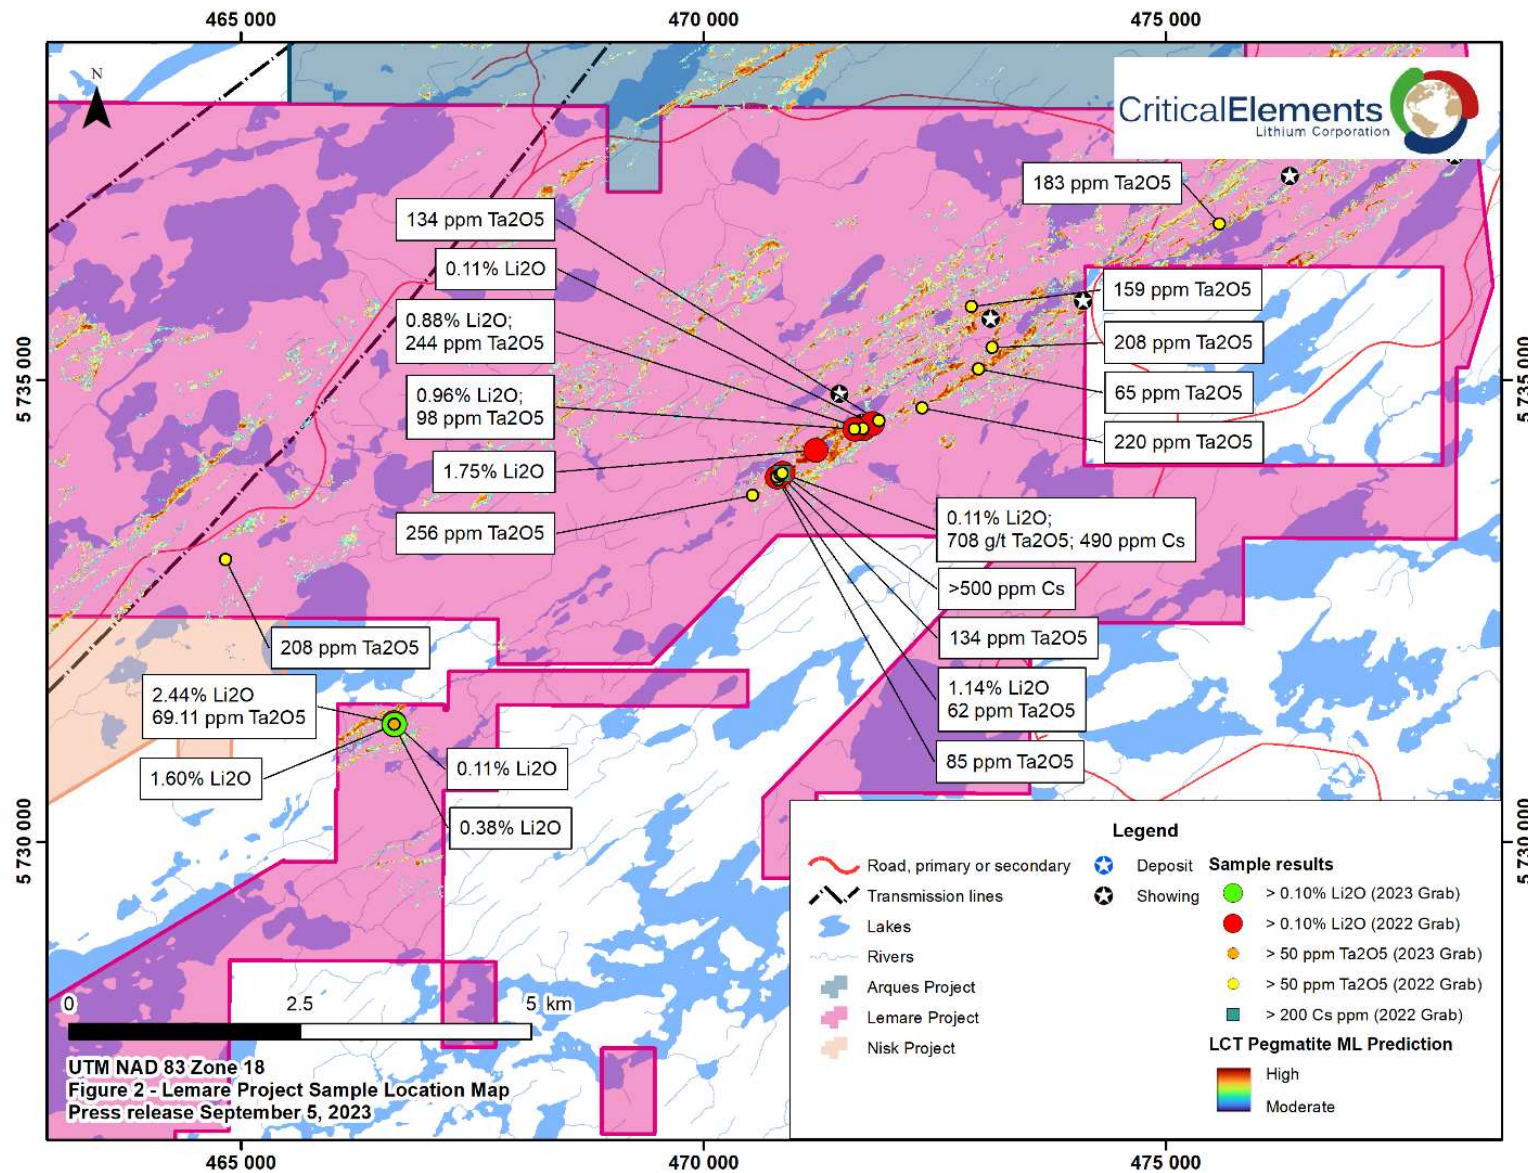 465 000
470 000
475 000
N
CriticalElements
Lithium Corporation
183 ppm Ta2O5
134 ppm Ta2O5
0.11% Li2O
159 ppm Ta2O5
0.88% Li2O;
244 ppm Ta2O5
208 ppm Ta2O5
5 735 000
5 735 000
0.96% Li2O;
98 ppm Ta2O5
65 ppm Ta2O5
220 ppm Ta2O5
1.75% Li2O
256 ppm Ta2O5
0.11% Li2O;
708 g/t Ta2O5; 490 ppm Cs
>500 ppm Cs
134 ppm Ta2O5
208 ppm Ta2O5
2.44% Li2O
69.11 ppm Ta2O5
1.14% Li2O
62 ppm Ta2O5
85 ppm Ta2O5
1.60% Li2O
0.11% Li2O
0.38% Li2O
5 730 000
5 730 000
Legend
Road, primary or secondary
Transmission lines
Lakes
Rivers
Arques Project
Lemare Project
Nisk Project
Deposit
Showing
Sample results
> 0.10% Li2O (2023 Grab)
> 0.10% Li2O (2022 Grab)
> 50 ppm Ta2O5 (2023 Grab)
> 50 ppm Ta2O5 (2022 Grab)
> 200 Cs ppm (2022 Grab)
LCT Pegmatite ML Prediction
High
Moderate
0 2.5 5 km
UTM NAD 83 Zone 18
Figure 2 - Lemare Project Sample Location Map
Press release September 5, 2023
465 000
470 000
475 000